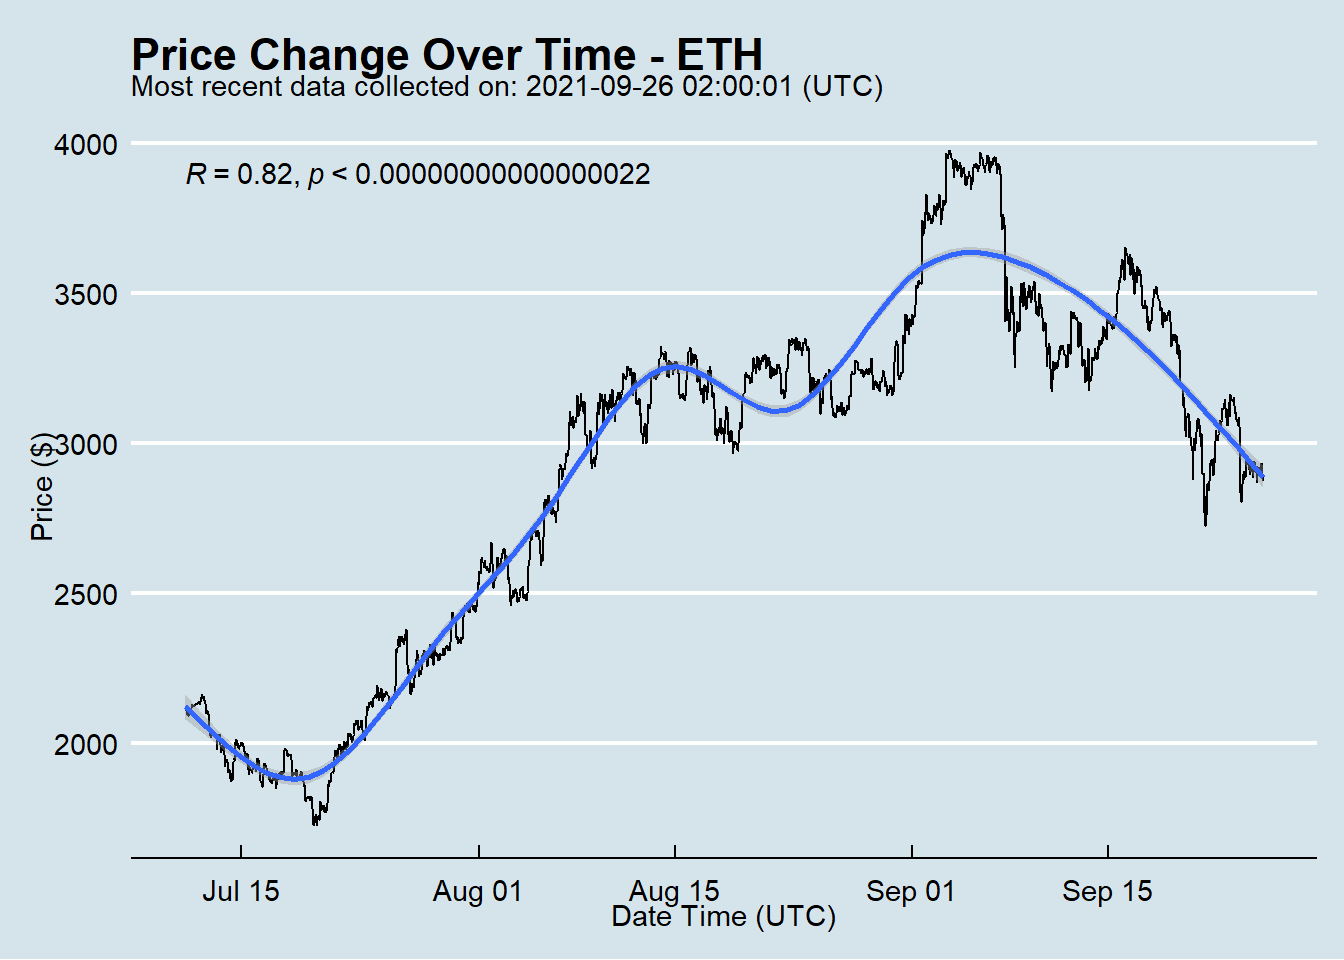 Price Change Over Time - ETH
Most recent data collected on: 2021-09-26 02:00:01 (UTC)
R = 0.82, p < 0.00000000000000022
4000
3500
3000
2500
2000
Price ($)
Jul 15 Aug 01 Aug 15 Sep 01 Sep 15
Date Time (UTC)